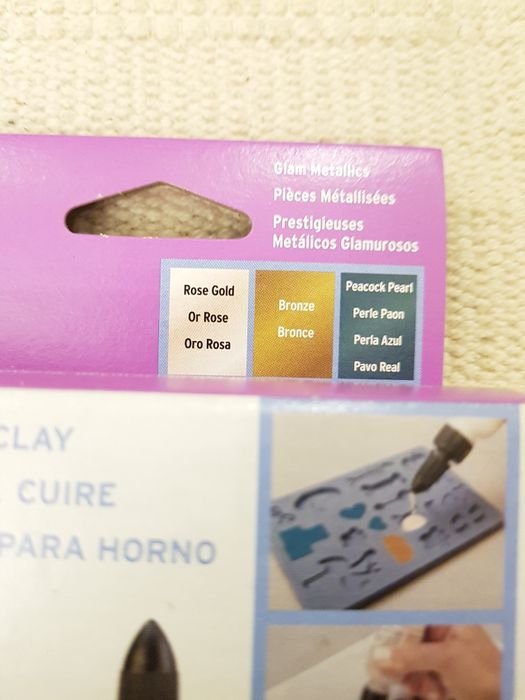 Glam Metallics
Pièces Métallisées
Prestigieuses
Metálicos Glamurosos
Rose Gold
Or Rose
Oro Rosa
Bronze
Bronce
Peacock Pearl
Perle Paon
Perla Azul
Pavo Real
CLAY
CUIRE
PARA HORNO